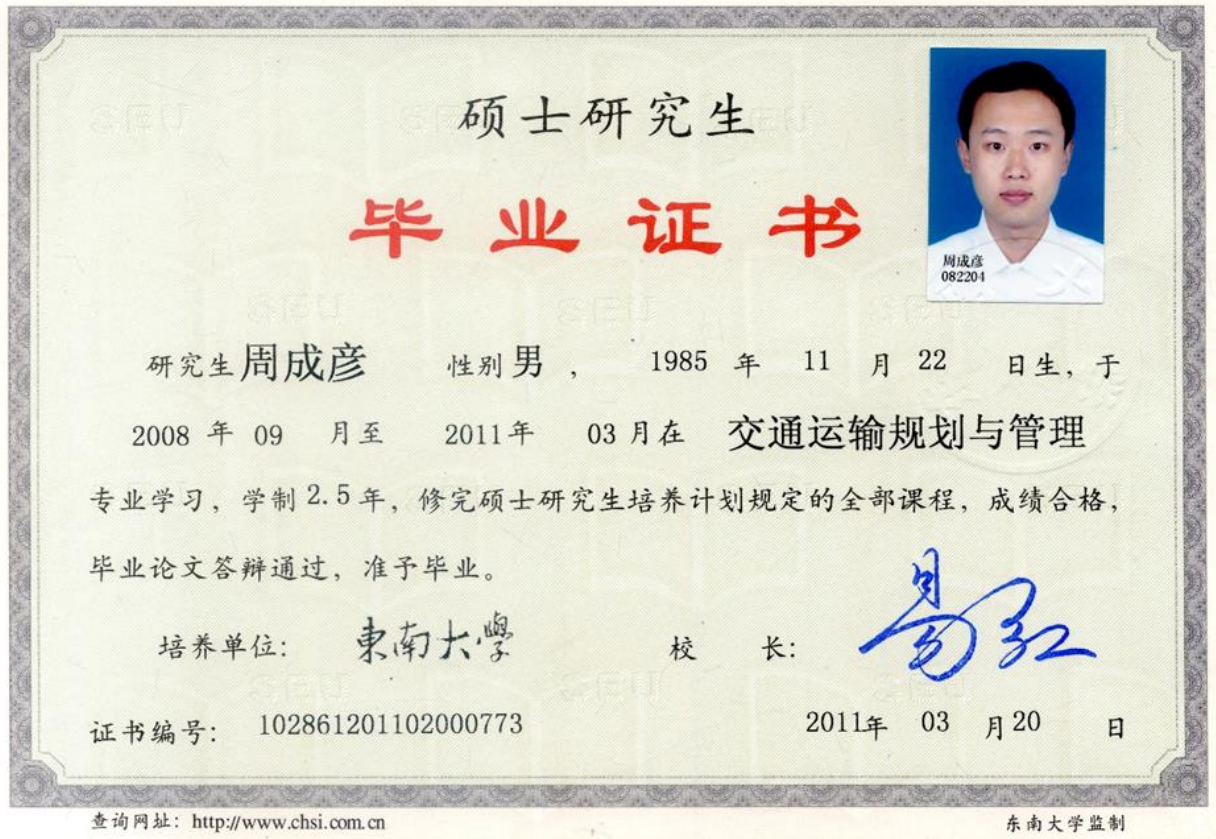 硕士研究生
毕业证书
周成彦
082204
研究生周成彦 性别男， 1985 年 11 月 22 日生，于
2008 年 09 月至 2011年 03 月在 交通运输规划与管理
专业学习，学制 2.5 年，修完硕士研究生培养计划规定的全部课程，成绩合格，
毕业论文答辩通过，准予毕业。
培养单位： 東南大學 校 长： 易红
证书编号： 102861201102000773 2011年 03 月20 日
查询网址：http://www.chsi.com.cn 东南大学监制